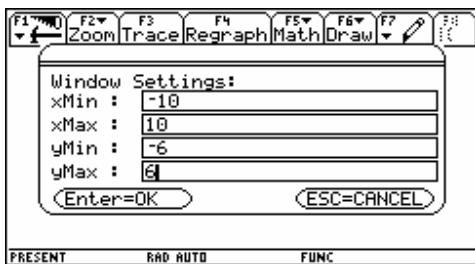 F1 F2 Zoom F3 Trace F4 Regraph F5 Math F6 Draw F7
Window Settings:
xMin : -10
xMax : 10
yMin : -6
yMax : 6
Enter=OK ESC=CANCEL
PRESENT RAD AUTO FUNC